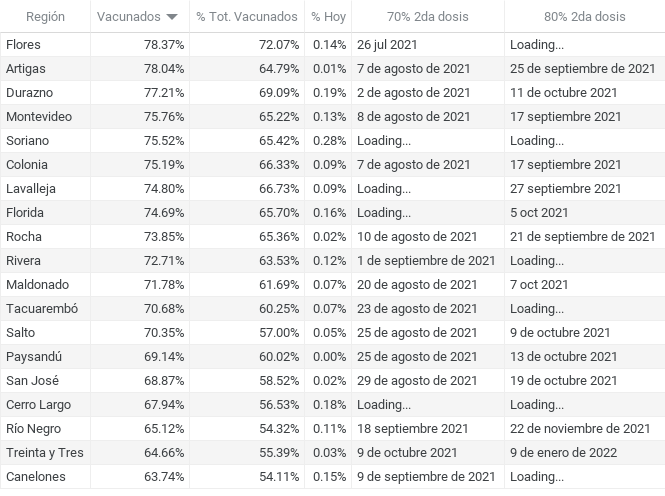 Región Vacunados % Tot. Vacunados % Hoy 70% 2da dosis 80% 2da dosis
Flores 78.37% 72.07% 0.14% 26 jul 2021 Loading...
Artigas 78.04% 64.79% 0.01% 7 de agosto de 2021 25 de septiembre de 2021
Durazno 77.21% 69.09% 0.19% 2 de agosto de 2021 11 de octubre 2021
Montevideo 75.76% 65.22% 0.13% 8 de agosto de 2021 17 septiembre 2021
Soriano 75.52% 65.42% 0.28% Loading... Loading...
Colonia 75.19% 66.33% 0.09% 7 de agosto de 2021 17 septiembre 2021
Lavalleja 74.80% 66.73% 0.09% Loading... 27 septiembre 2021
Florida 74.69% 65.70% 0.16% Loading... 5 oct 2021
Rocha 73.85% 65.36% 0.02% 10 de agosto de 2021 21 de septiembre de 2021
Rivera 72.71% 63.53% 0.12% 1 de septiembre de 2021 Loading...
Maldonado 71.78% 61.69% 0.07% 20 de agosto de 2021 7 oct 2021
Tacuarembó 70.68% 60.25% 0.07% 23 de agosto de 2021 Loading...
Salto 70.35% 57.00% 0.05% 25 de agosto de 2021 9 de octubre 2021
Paysandú 69.14% 60.02% 0.00% 25 de agosto de 2021 13 de octubre 2021
San José 68.87% 58.52% 0.02% 29 de agosto de 2021 19 de octubre 2021
Cerro Largo 67.94% 56.53% 0.18% Loading... Loading...
Río Negro 65.12% 54.32% 0.11% 18 septiembre 2021 22 de noviembre de 2021
Treinta y Tres 64.66% 55.39% 0.03% 9 de octubre 2021 9 de enero de 2022
Canelones 63.74% 54.11% 0.15% 9 de septiembre de 2021 Loading...